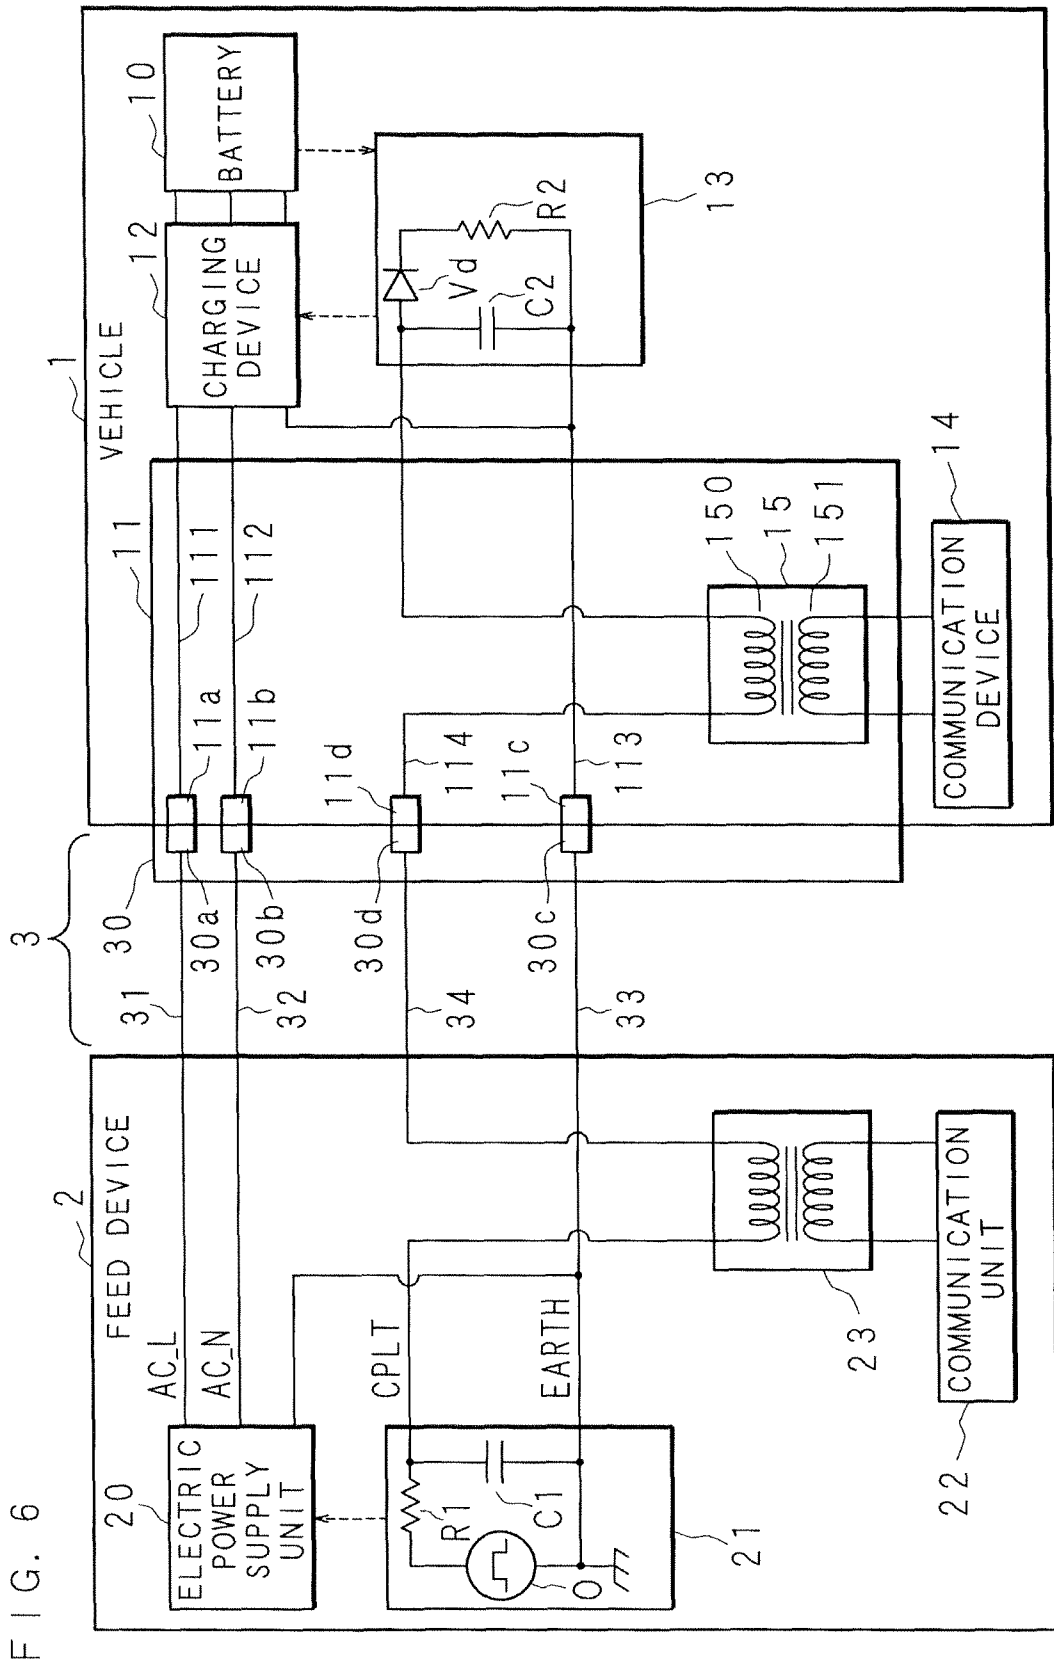 FIG. 6
2
FEED DEVICE
20
ELECTRIC
POWER
SUPPLY
UNIT
AC_L
AC_N
CPLT
EARTH
R1
C1
O
21
23
22
COMMUNICATION
UNIT
3
31
32
34
33
30
30a
30b
30d
30c
11
11a
11b
11d
11c
111
112
114
113
1
VEHICLE
12
CHARGING
DEVICE
10
BATTERY
Vd
R2
C2
13
150
15
151
14
COMMUNICATION
DEVICE